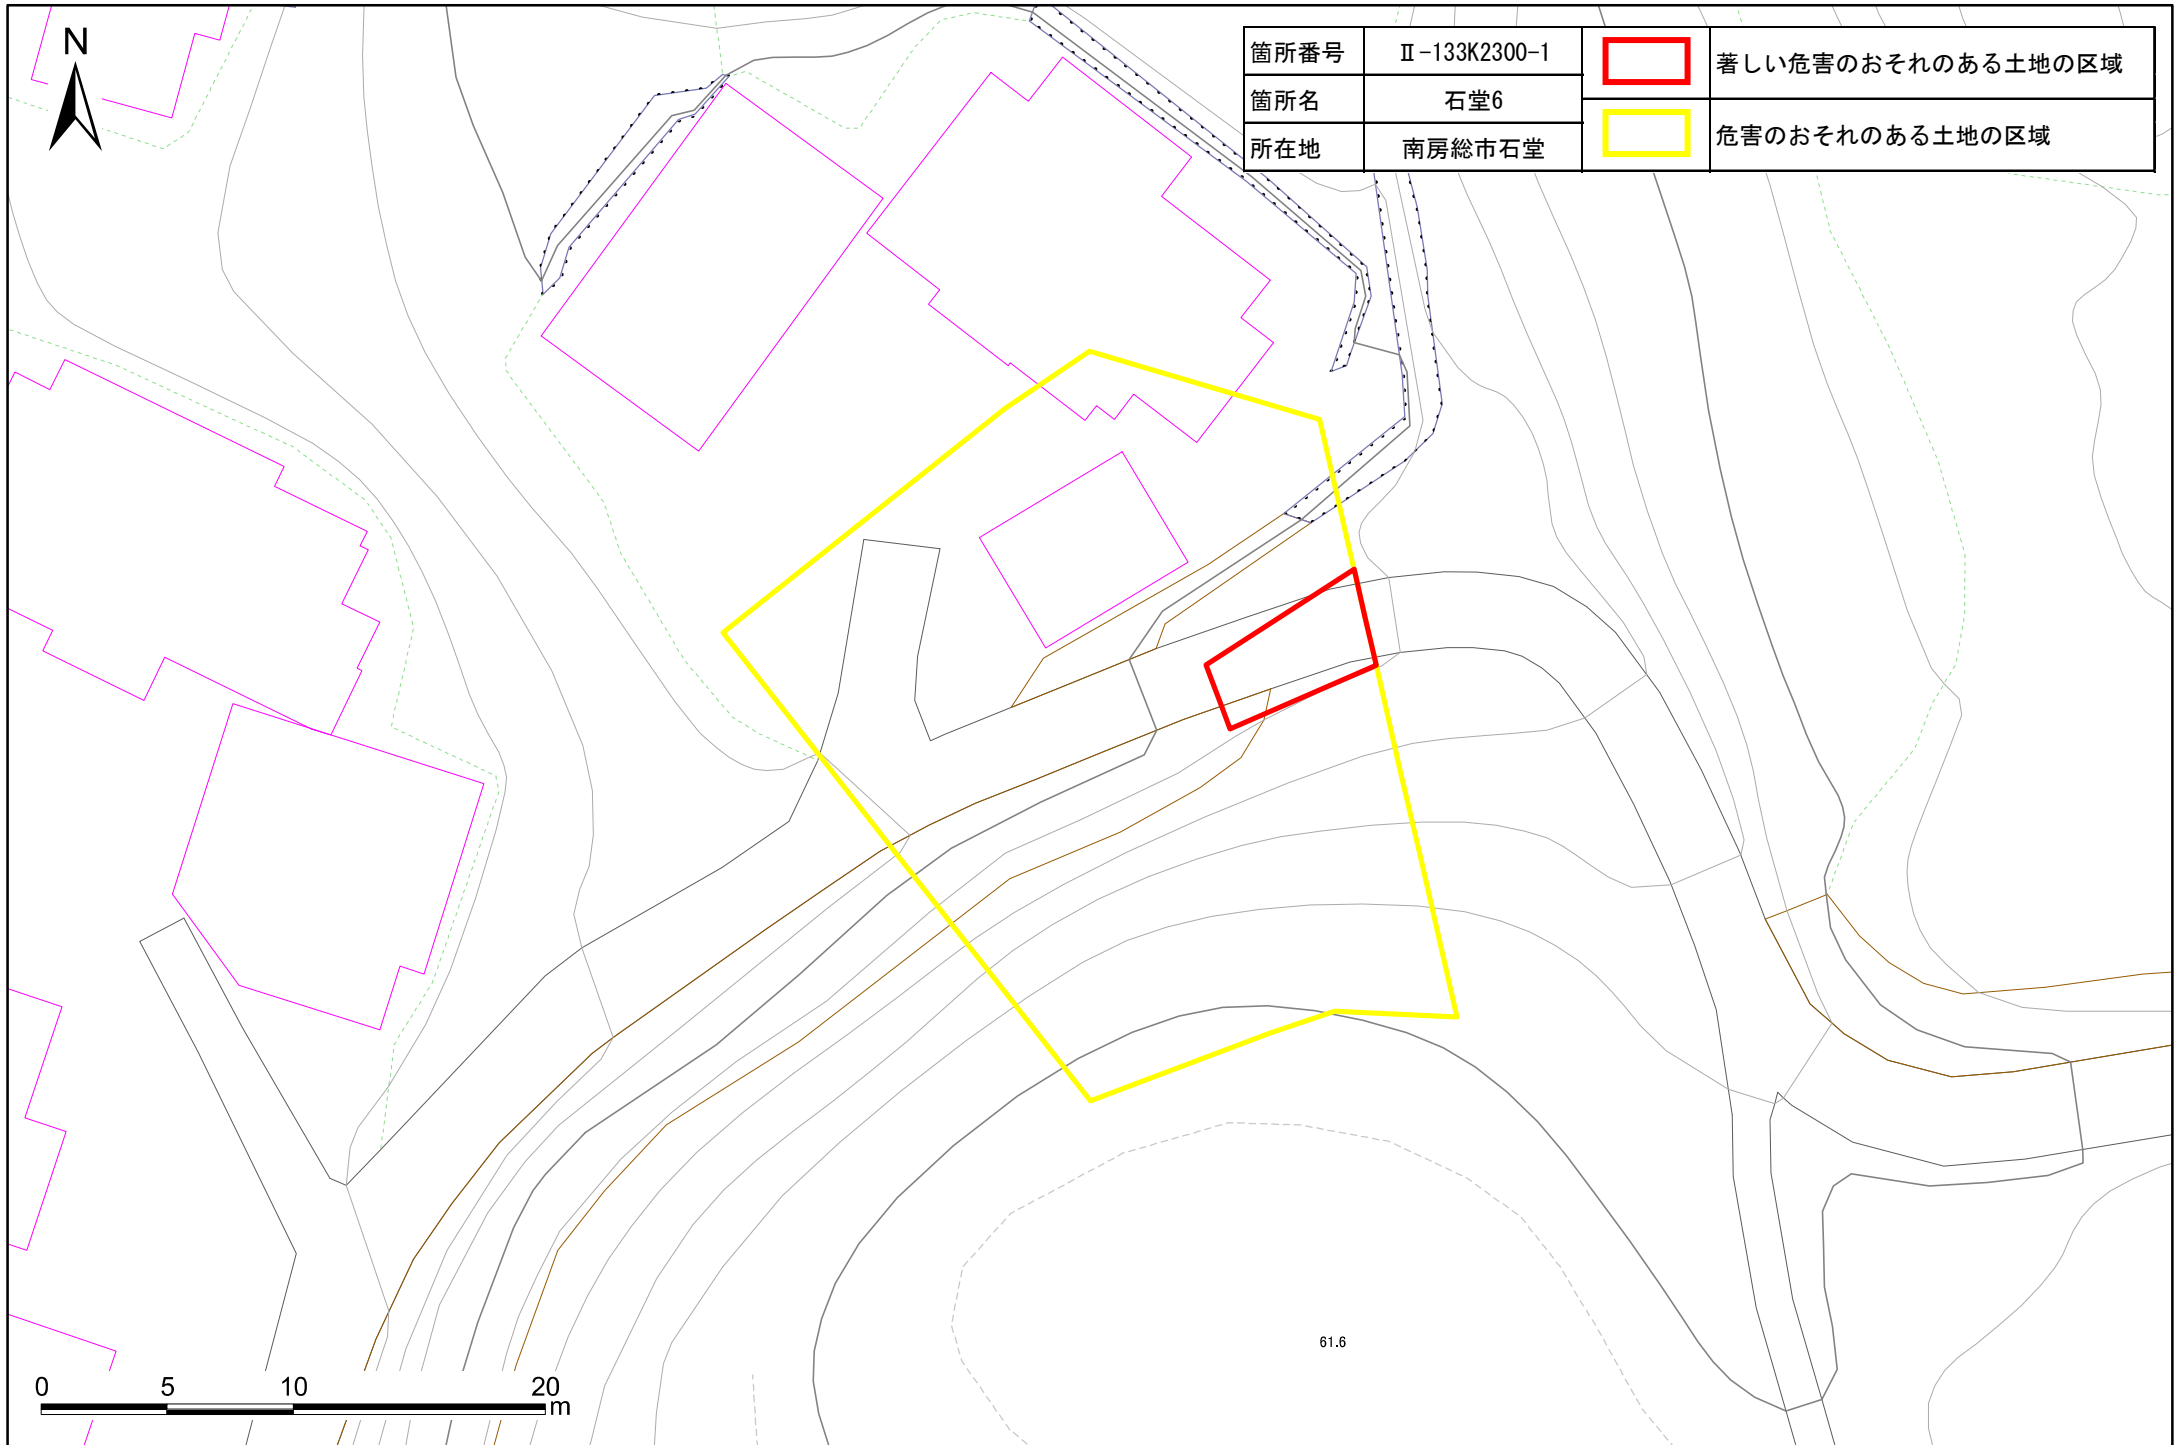 N
箇所番号 Ⅱ-133K2300-1 著しい危害のおそれのある土地の区域
箇所名 石堂6
危害のおそれのある土地の区域
所在地 南房総市石堂
61.6
0 5 10 20
m